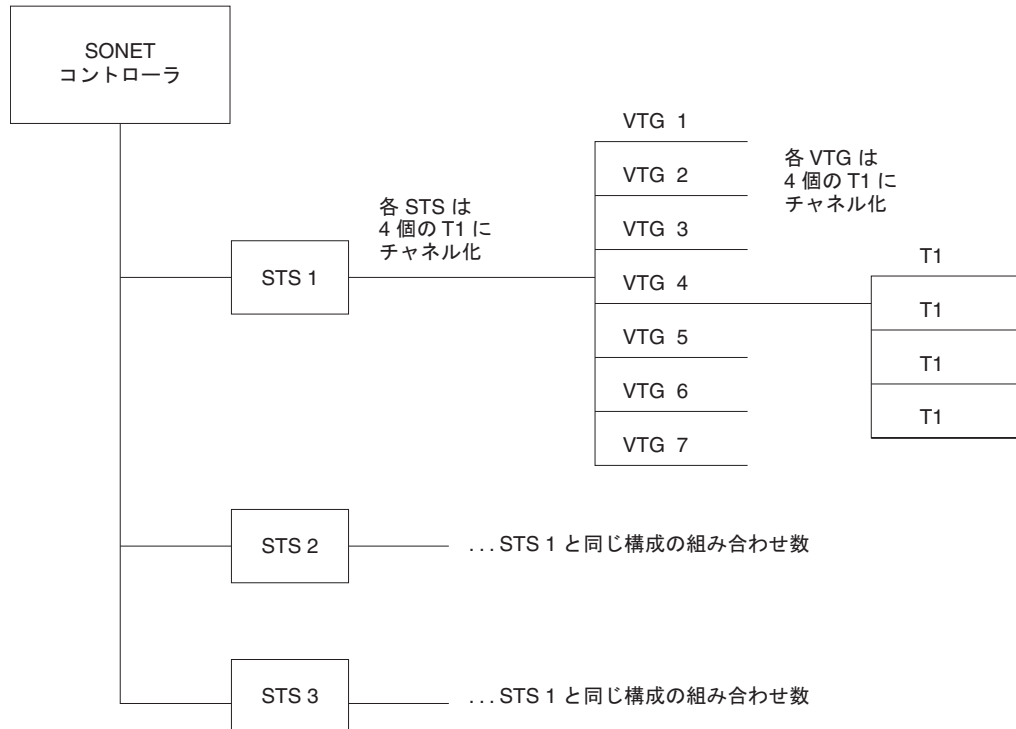 SONET
コントローラ
VTG 1
VTG 2
VTG 3
VTG 4
VTG 5
VTG 6
VTG 7
各 VTG は
4 個の T1 に
チャネル化
各 STS は
4 個の T1 に
チャネル化
T1
T1
T1
T1
STS 1
STS 2
. . . STS 1 と同じ構成の組み合わせ数
STS 3
. . . STS 1 と同じ構成の組み合わせ数